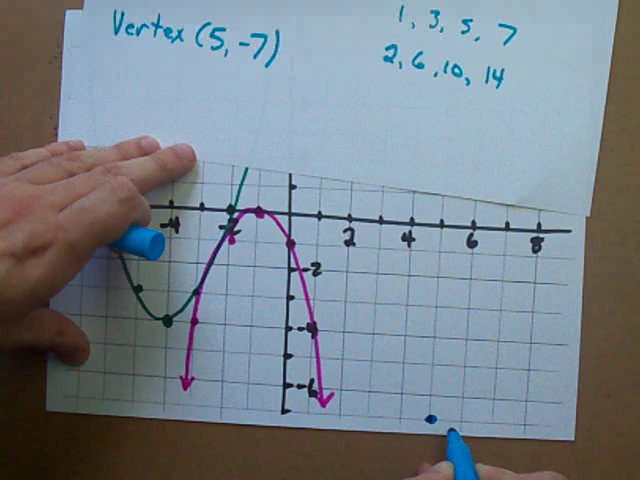 Vertex (5, -7)
1, 3, 5, 7
2, 6, 10, 14
-4 -2 2 4 6 8
-2
-4
-6